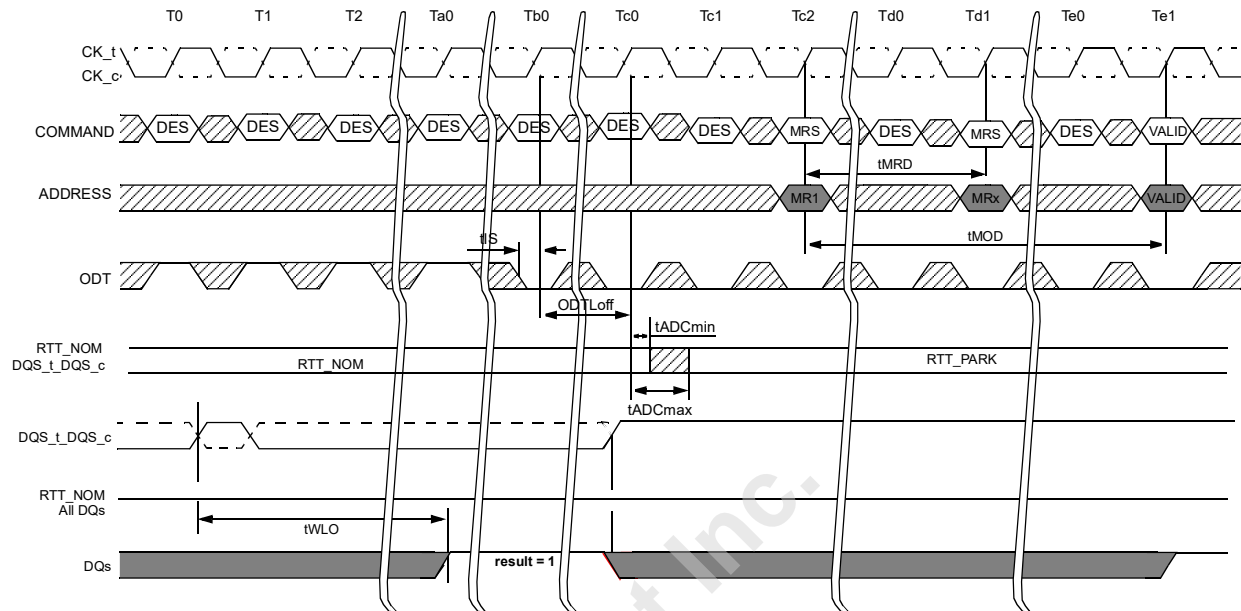 T0 T1 T2 Ta0 Tb0 Tc0 Tc1 Tc2 Td0 Td1 Te0 Te1
CK_t
CK_c
COMMAND DES DES DES DES DES DES DES MRS DES MRS DES VALID
tMRD
ADDRESS MR1 MRx VALID
tIS tMOD
ODT
ODTLoff
tADCmin
RTT_NOM
DQS_t_DQS_c RTT_NOM RTT_PARK
tADCmax
DQS_t_DQS_c
RTT_NOM
All DQs
tWLO
DQs result = 1
t Inc.